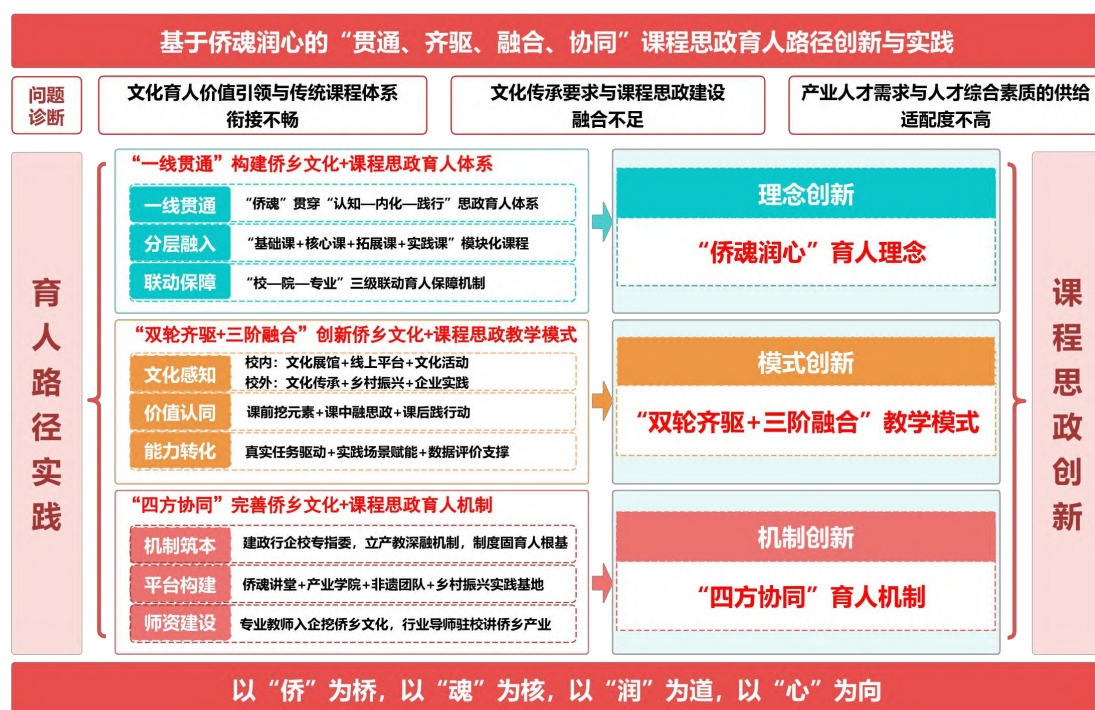 基于侨魂润心的“贯通、齐驱、融合、协同”课程思政育人路径创新与实践
问题
诊断
文化育人价值引领与传统课程体系
衔接不畅
文化传承要求与课程思政建设
融合不足
产业人才需求与人才综合素质的供给
适配度不高
育人路径实践
“一线贯通”构建侨乡文化+课程思政育人体系
一线贯通
“侨魂”贯穿“认知—内化—践行”思政育人体系
分层融入
“基础课+核心课+拓展课+实践课”模块化课程
联动保障
“校—院—专业”三级联动育人保障机制
理念创新
“侨魂润心”育人理念
“双轮齐驱+三阶融合”创新侨乡文化+课程思政教学模式
文化感知
校内：文化展馆+线上平台+文化活动
校外：文化传承+乡村振兴+企业实践
价值认同
课前挖元素+课中融思政+课后践行动
能力转化
真实任务驱动+实践场景赋能+数据评价支撑
模式创新
“双轮齐驱+三阶融合”教学模式
“四方协同”完善侨乡文化+课程思政育人机制
机制筑本
建政行企校专指委，立产教深融机制，制度固育人根基
平台构建
侨魂讲堂+产业学院+非遗团队+乡村振兴实践基地
师资建设
专业教师入企挖侨乡文化，行业导师驻校讲侨乡产业
机制创新
“四方协同”育人机制
课程思政创新
以“侨”为桥，以“魂”为核，以“润”为道，以“心”为向